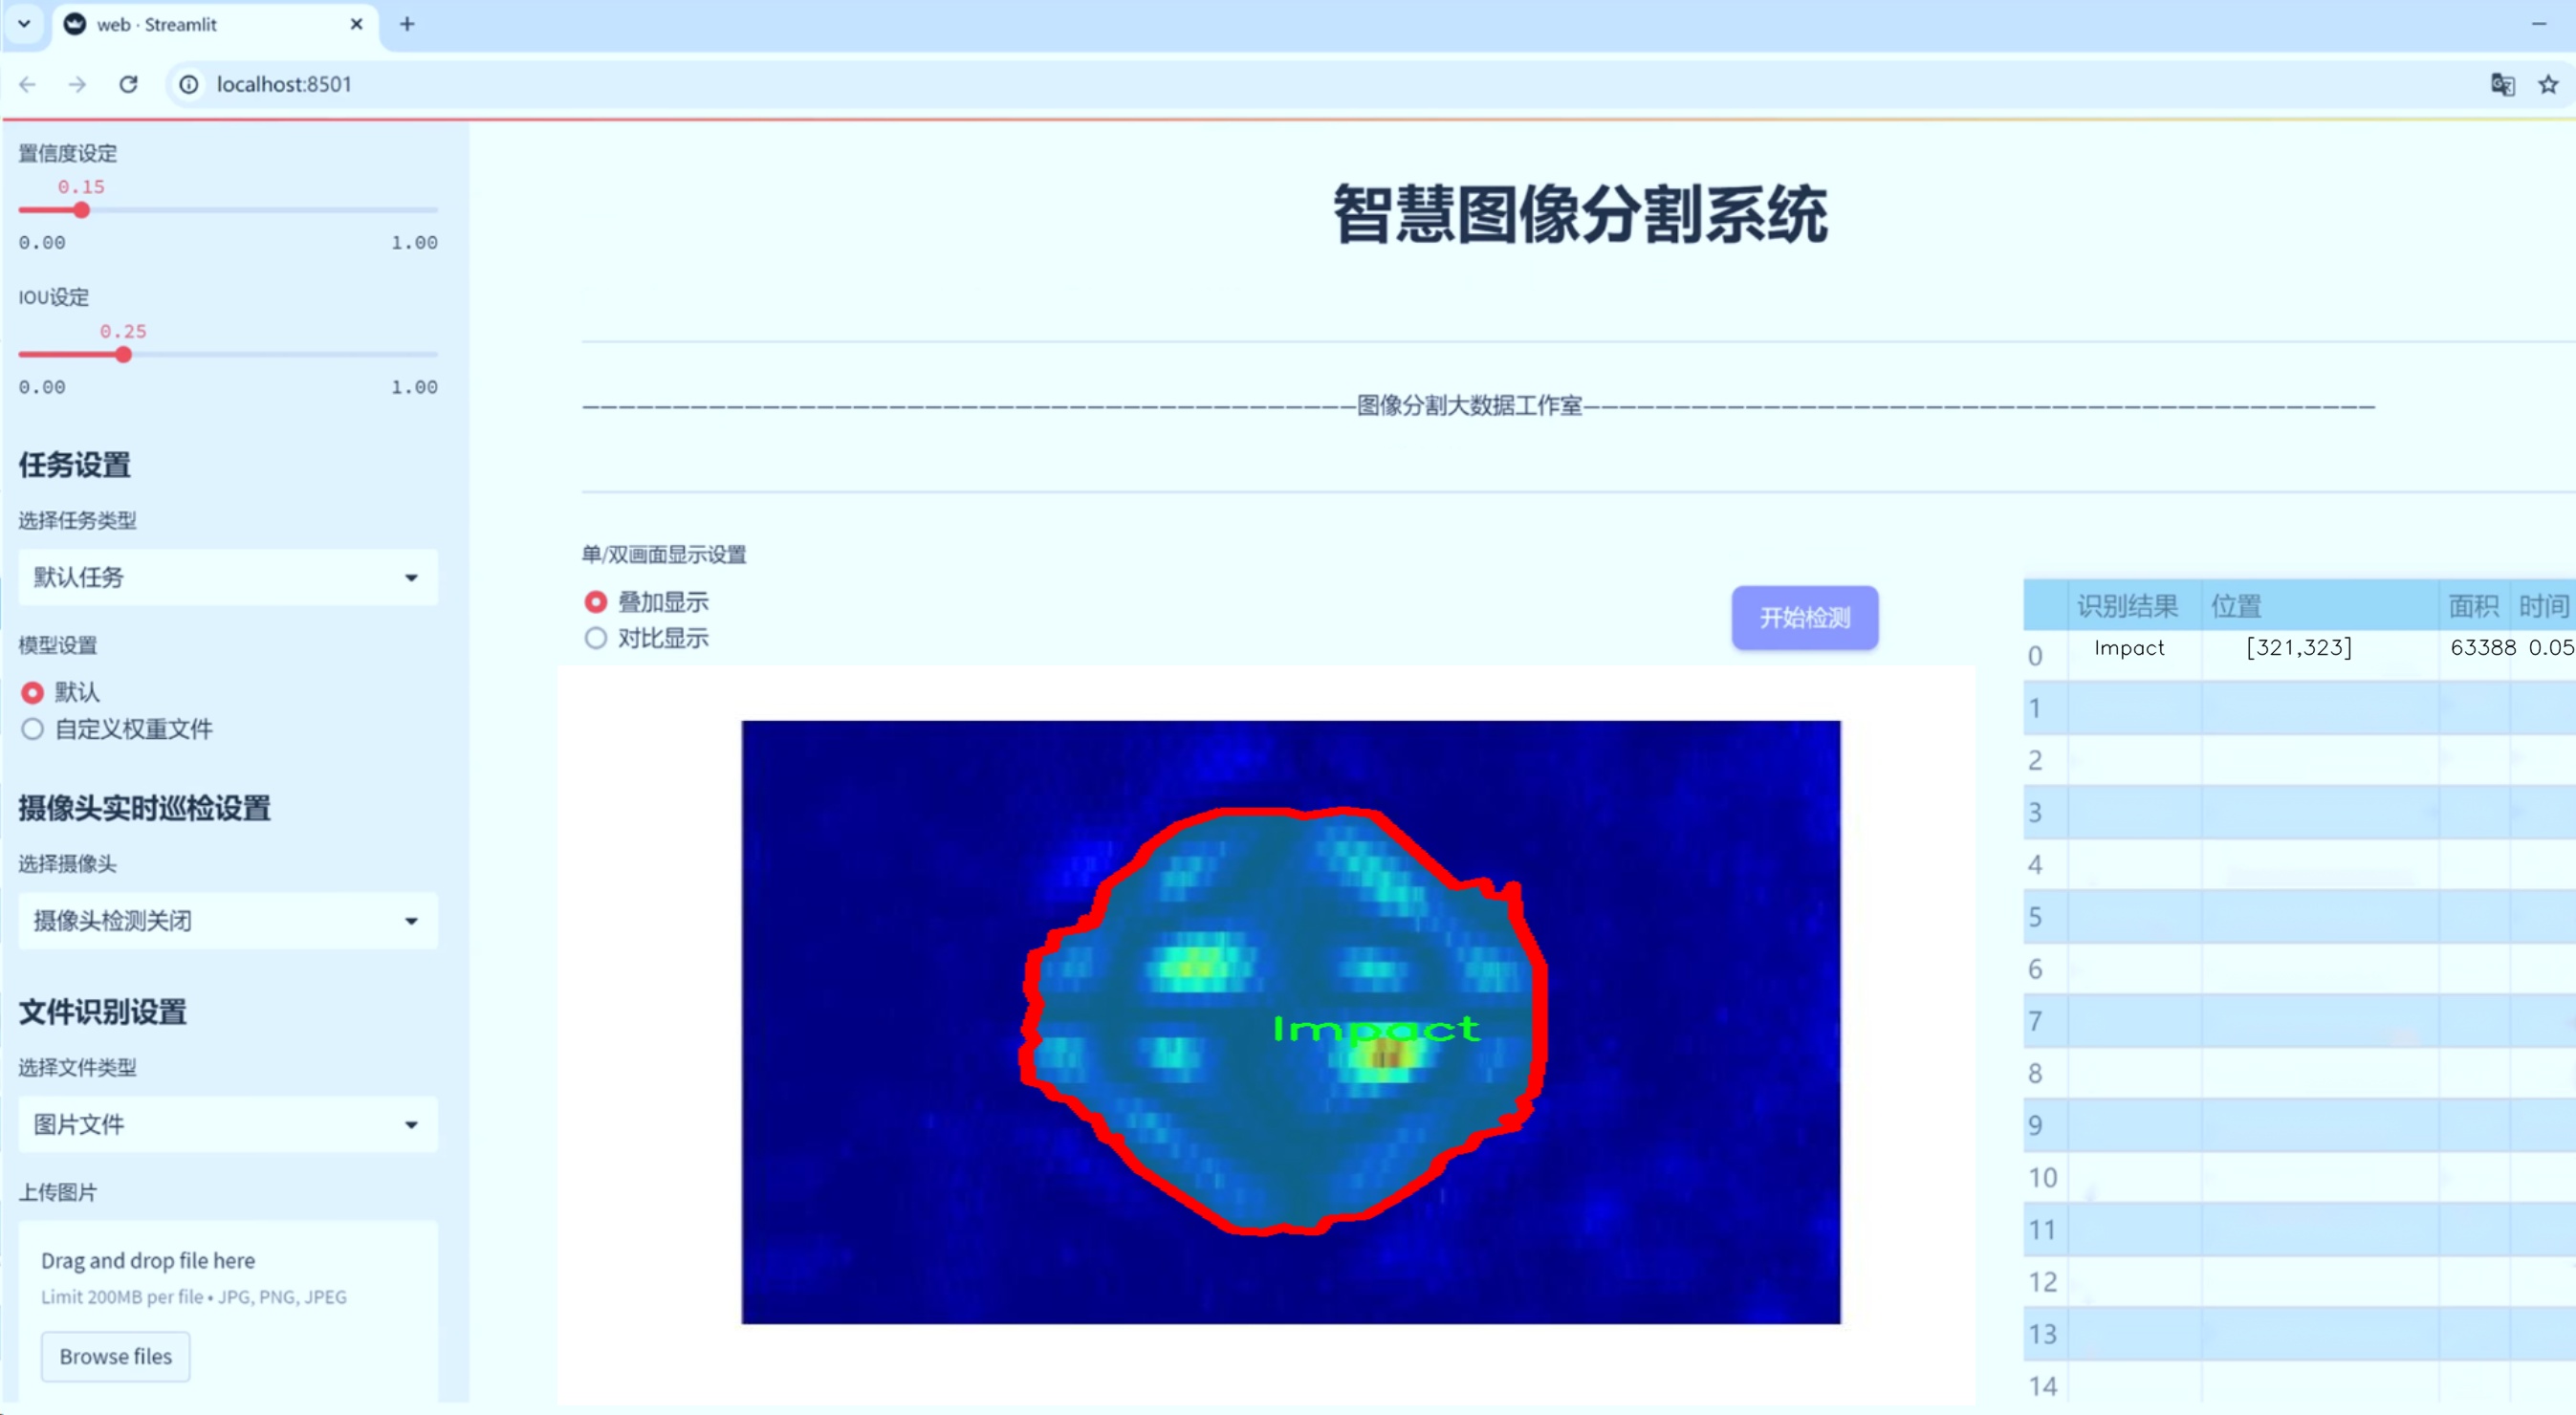 web · Streamlit
localhost:8501
置信度设定
0.15
0.00 1.00
IOU设定
0.25
0.00 1.00
任务设置
选择任务类型
默认任务
模型设置
默认
自定义权重文件
摄像头实时巡检设置
选择摄像头
摄像头检测关闭
文件识别设置
选择文件类型
图片文件
上传图片
Drag and drop file here
Limit 200MB per file • JPG, PNG, JPEG
Browse files
智慧图像分割系统
———————————————————————————————————————————图像分割大数据工作室————————————————————————————————————————————
单/双画面显示设置
叠加显示
对比显示
开始检测
Impact
识别结果 位置 面积 时间
0 Impact [321,323] 63388 0.05
1
2
3
4
5
6
7
8
9
10
11
12
13
14